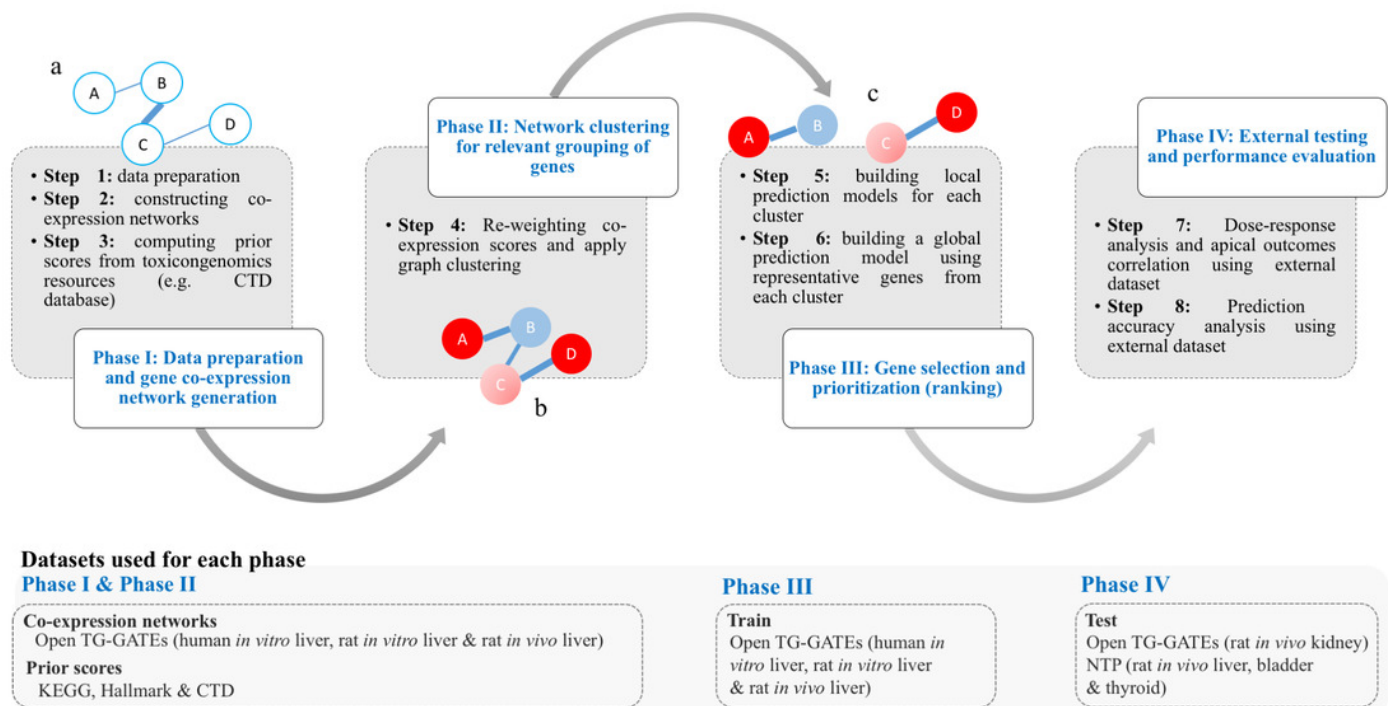 a
A
B
C
D
• Step 1: data preparation
• Step 2: constructing co-
expression networks
• Step 3: computing prior
scores from toxicongenomics
resources (e.g. CTD
database)
Phase I: Data preparation
and gene co-expression
network generation
Phase II: Network clustering
for relevant grouping of
genes
• Step 4: Re-weighting co-
expression scores and apply
graph clustering
A
B
C
D
b
c
A
B
C
D
• Step 5: building local
prediction models for each
cluster
• Step 6: building a global
prediction model using
representative genes from
each cluster
Phase III: Gene selection and
prioritization (ranking)
Phase IV: External testing
and performance evaluation
• Step 7: Dose-response
analysis and apical outcomes
correlation using external
dataset
• Step 8: Prediction
accuracy analysis using
external dataset
Datasets used for each phase
Phase I & Phase II
Co-expression networks
Open TG-GATEs (human in vitro liver, rat in vitro liver & rat in vivo liver)
Prior scores
KEGG, Hallmark & CTD
Phase III
Train
Open TG-GATEs (human in
vitro liver, rat in vitro liver
& rat in vivo liver)
Phase IV
Test
Open TG-GATEs (rat in vivo kidney)
NTP (rat in vivo liver, bladder
& thyroid)